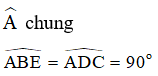 Â chung
ABE = ADC = 90°